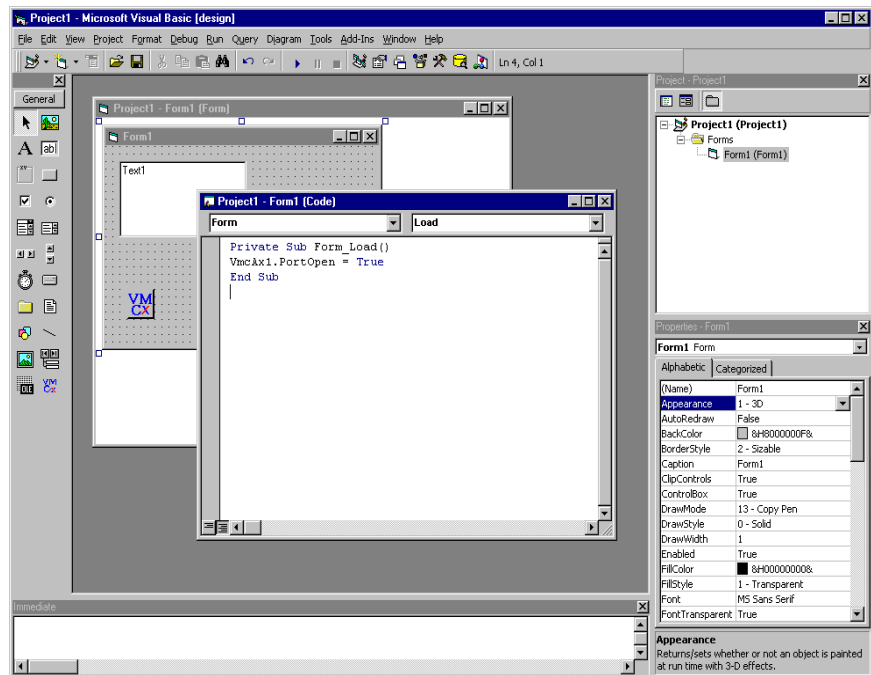 Project1 - Microsoft Visual Basic [design]
File Edit View Project Format Debug Run Query Diagram Tools Add-Ins Window Help
Ln 4, Col 1
General
A ab
xv
OLE
VM
Cx
Project1 - Form1 (Form)
Form1
Text1
VM
CX
Project1 - Form1 (Code)
Form Load
Private Sub Form_Load()
VmcAx1.PortOpen = True
End Sub
Project - Project1
Project1 (Project1)
Forms
Form1 (Form1)
Properties - Form1
Form1 Form
Alphabetic Categorized
(Name) Form1
Appearance 1 - 3D
AutoRedraw False
BackColor &H8000000F&
BorderStyle 2 - Sizable
Caption Form1
ClipControls True
ControlBox True
DrawMode 13 - Copy Pen
DrawStyle 0 - Solid
DrawWidth 1
Enabled True
FillColor &H00000000&
FillStyle 1 - Transparent
Font MS Sans Serif
FontTransparent True
Appearance
Returns/sets whether or not an object is painted
at run time with 3-D effects.
Immediate